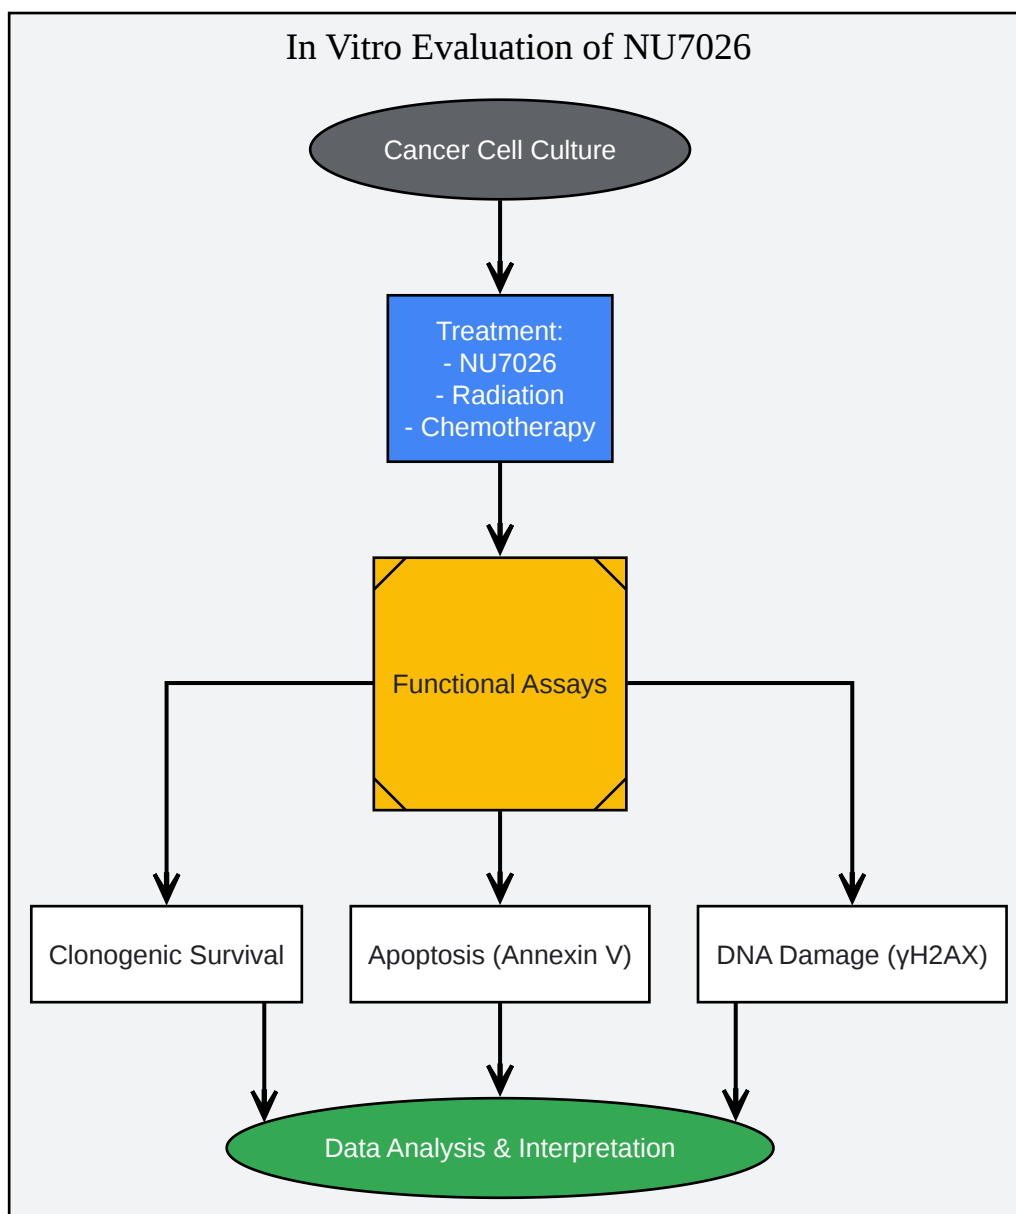 In Vitro Evaluation of NU7026
Cancer Cell Culture
Treatment:
- NU7026
- Radiation
- Chemotherapy
Functional Assays
Clonogenic Survival
Apoptosis (Annexin V)
DNA Damage (γH2AX)
Data Analysis & Interpretation